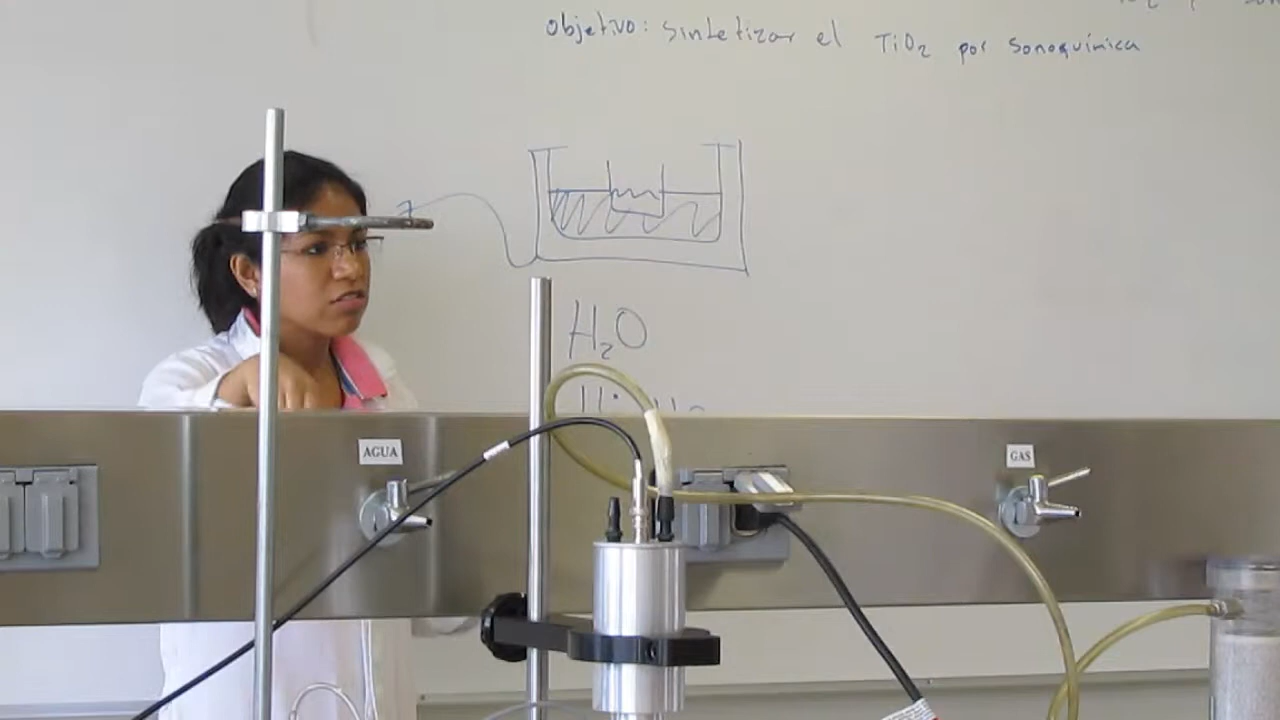 objetivo: sintetizar el TiO₂ por sonoquímica
H₂O
AGUA
GAS